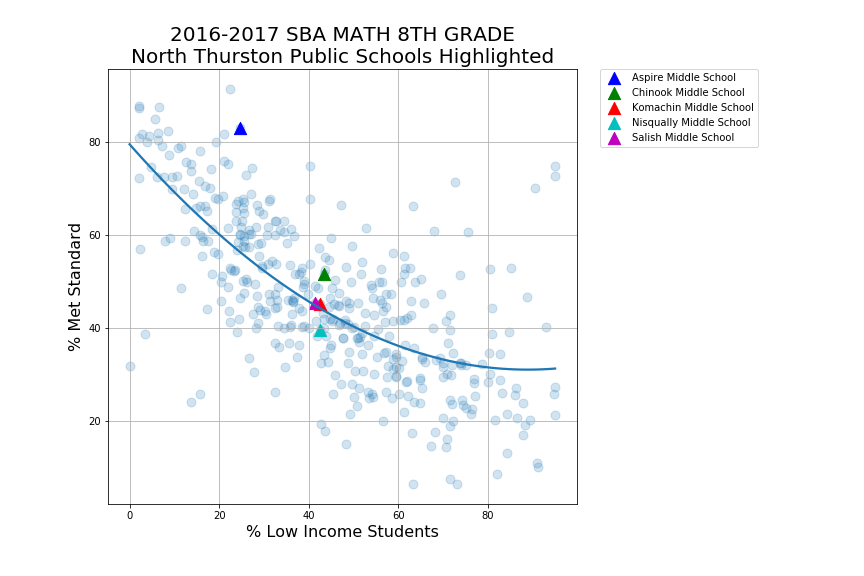 2016-2017 SBA MATH 8TH GRADE
North Thurston Public Schools Highlighted
Aspire Middle School
Chinook Middle School
Komachin Middle School
Nisqually Middle School
Salish Middle School
% Met Standard
80
60
40
20
0 20 40 60 80
% Low Income Students